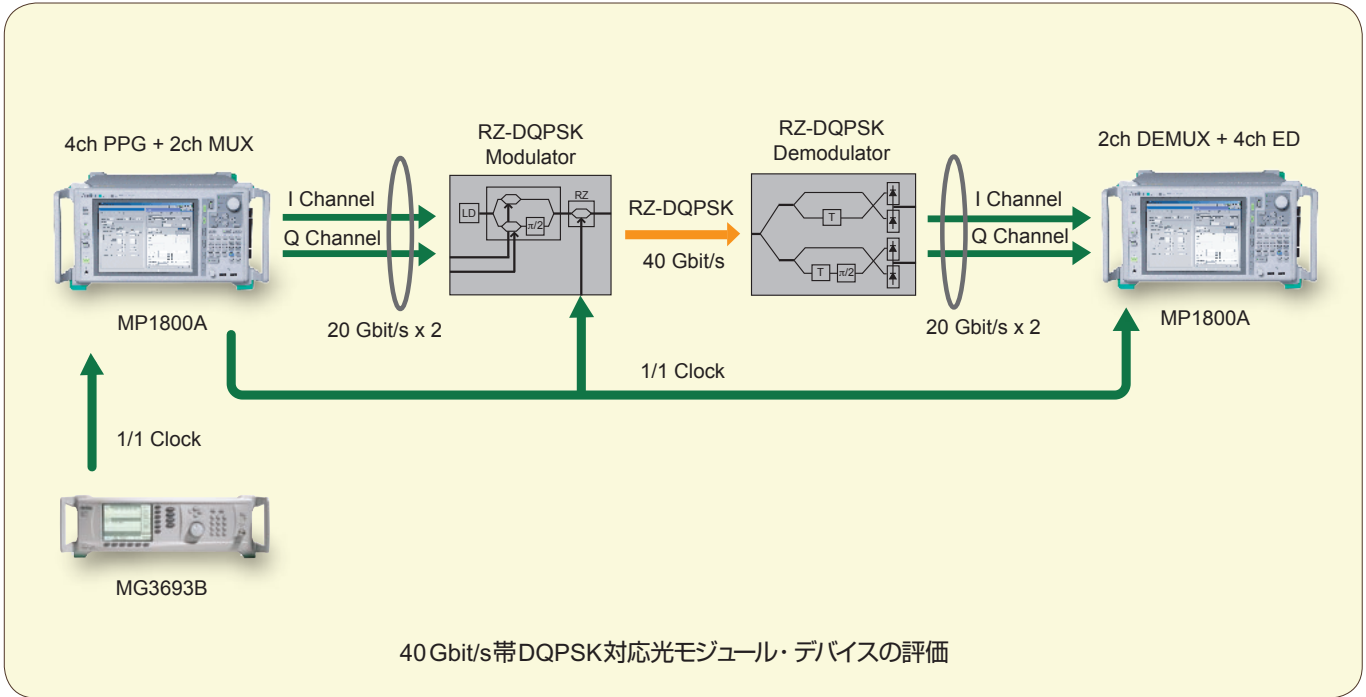 4ch PPG + 2ch MUX
MP1800A
1/1 Clock
MG3693B
I Channel
Q Channel
20 Gbit/s x 2
RZ-DQPSK
Modulator
LD
π/2
RZ
RZ-DQPSK
40 Gbit/s
RZ-DQPSK
Demodulator
T
T
π/2
I Channel
Q Channel
20 Gbit/s x 2
1/1 Clock
2ch DEMUX + 4ch ED
MP1800A
40 Gbit/s帯DQPSK対応光モジュール・デバイスの評価